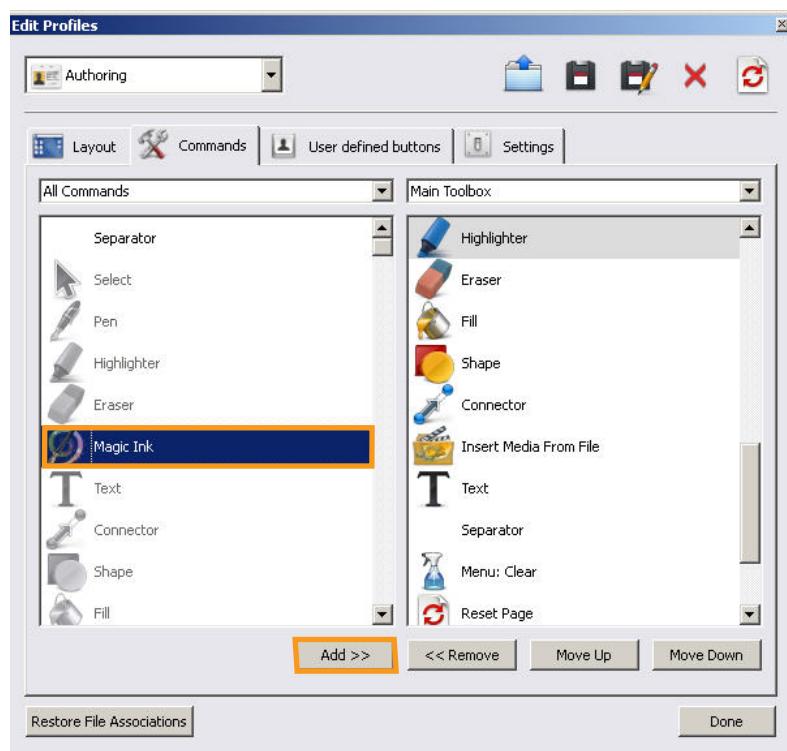 Edit Profiles
Authoring
Layout Commands User defined buttons Settings
All Commands
Separator
Select
Pen
Highlighter
Eraser
Magic Ink
Text
Connector
Shape
Fill
Main Toolbox
Highlighter
Eraser
Fill
Shape
Connector
Insert Media From File
Text
Separator
Menu: Clear
Reset Page
Add >> << Remove Move Up Move Down
Restore File Associations Done